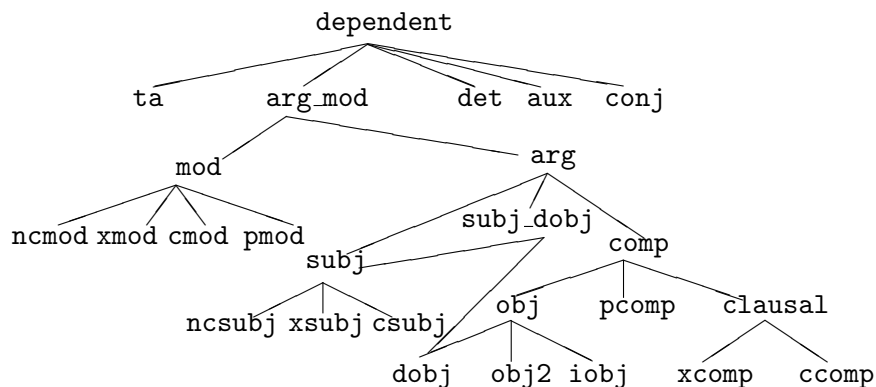 dependent
ta arg_mod det aux conj
mod arg
ncmod xmod cmod pmod subj_dobj
subj comp
ncsubj xsubj csubj obj pcomp clausal
dobj obj2 iobj xcomp ccomp